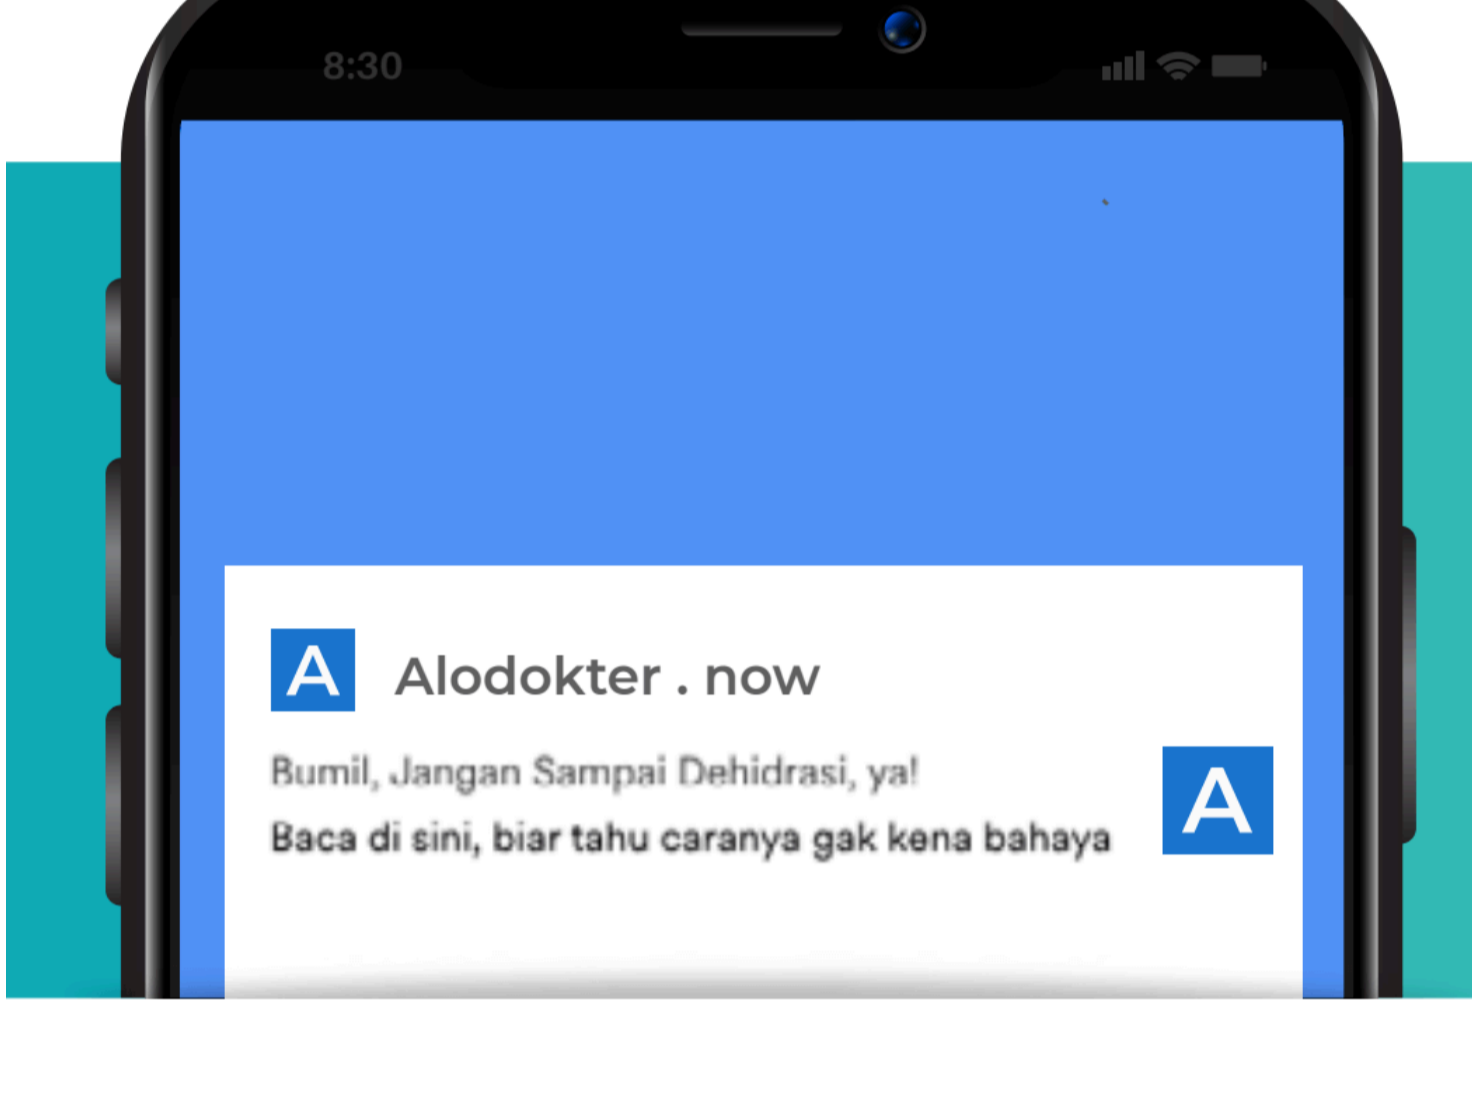 8:30
A Alodokter . now
Bumil, Jangan Sampai Dehidrasi, ya!
Baca di sini, biar tahu caranya gak kena bahaya
A